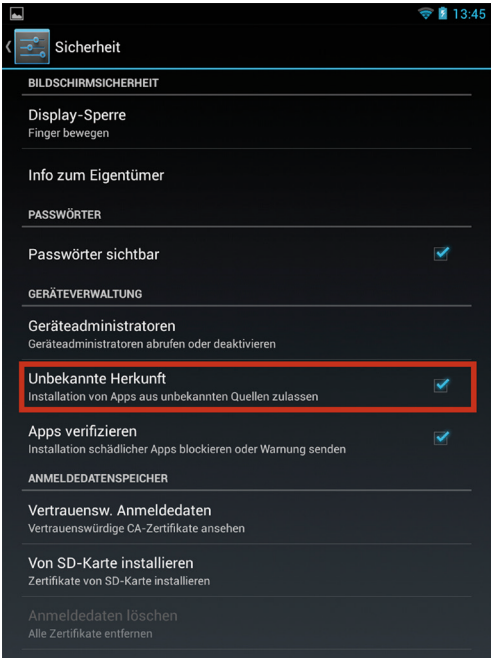 13:45
Sicherheit
BILDSCHIRMSICHERHEIT
Display-Sperre
Finger bewegen
Info zum Eigentümer
PASSWÖRTER
Passwörter sichtbar
GERÄTEVERWALTUNG
Geräteadministratoren
Geräteadministratoren abrufen oder deaktivieren
Unbekannte Herkunft
Installation von Apps aus unbekannten Quellen zulassen
Apps verifizieren
Installation schädlicher Apps blockieren oder Warnung senden
ANMELDEDATENSPEICHER
Vertrauensw. Anmeldedaten
Vertrauenswürdige CA-Zertifikate ansehen
Von SD-Karte installieren
Zertifikate von SD-Karte installieren
Anmeldedaten löschen
Alle Zertifikate entfernen